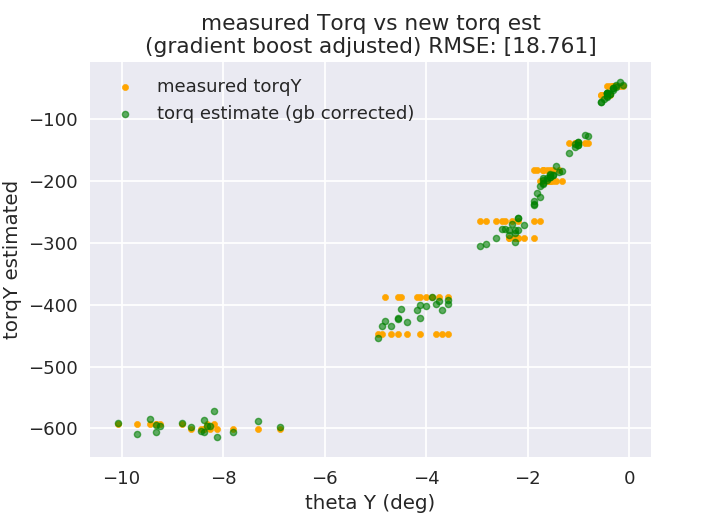 measured Torq vs new torq est
(gradient boost adjusted) RMSE: [18.761]
measured torqY
torq estimate (gb corrected)
torqY estimated
−100
−200
−300
−400
−500
−600
−10
−8
−6
−4
−2
0
theta Y (deg)